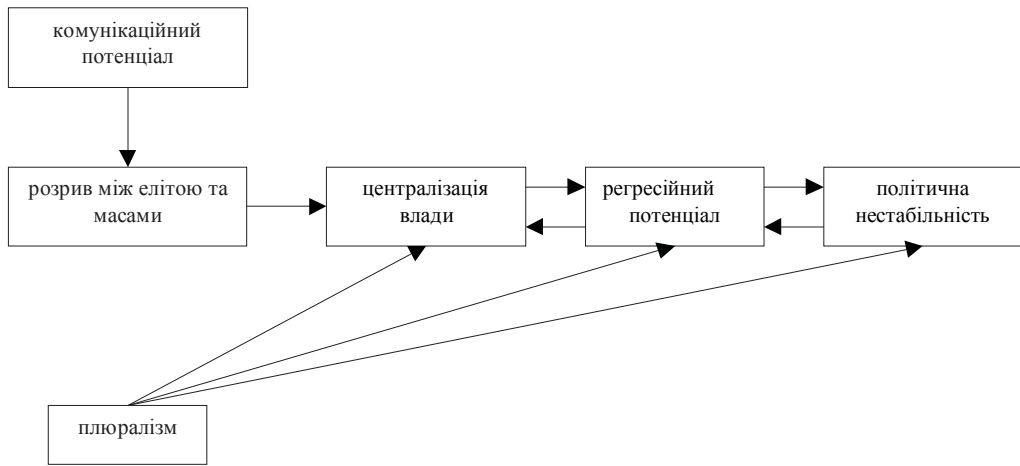 комунікаційний
потенціал
розрив між елітою та
масами
централізація
влади
регресійний
потенціал
політична
нестабільність
плюралізм